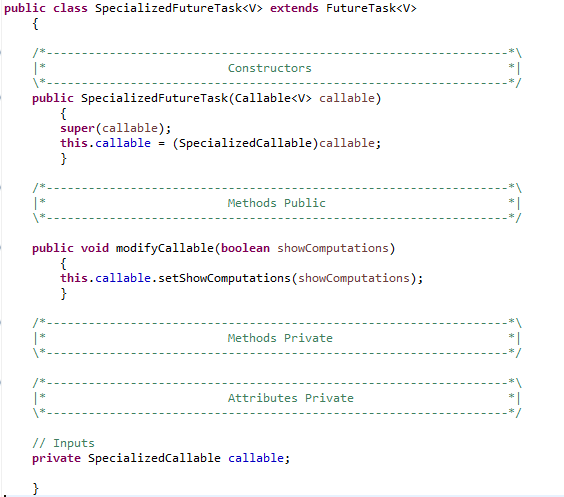 public class SpecializedFutureTask<V> extends FutureTask<V>
{
/*------------------------------------------------------------------*\
|* Constructors *|
\*------------------------------------------------------------------*/
public SpecializedFutureTask(Callable<V> callable)
{
super(callable);
this.callable = (SpecializedCallable)callable;
}
/*------------------------------------------------------------------*\
|* Methods Public *|
\*------------------------------------------------------------------*/
public void modifyCallable(boolean showComputations)
{
this.callable.setShowComputations(showComputations);
}
/*------------------------------------------------------------------*\
|* Methods Private *|
\*------------------------------------------------------------------*/
/*------------------------------------------------------------------*\
|* Attributes Private *|
\*------------------------------------------------------------------*/
// Inputs
private SpecializedCallable callable;
}